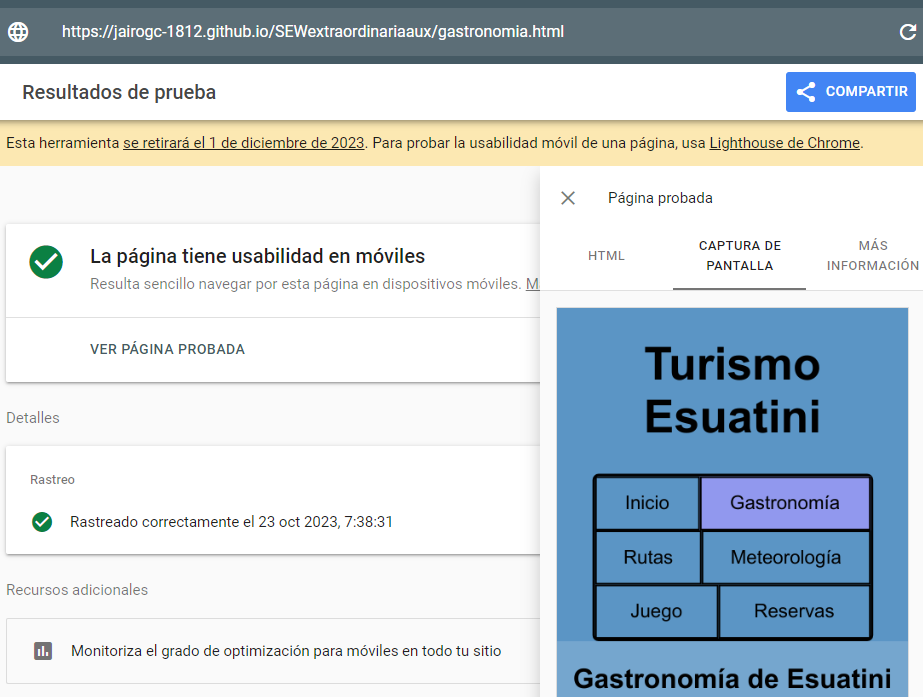 https://jairogc-1812.github.io/SEWextraordinariaaux/gastronomia.html
Resultados de prueba
COMPARTIR
Esta herramienta se retirará el 1 de diciembre de 2023. Para probar la usabilidad móvil de una página, usa Lighthouse de Chrome.
La página tiene usabilidad en móviles
Resulta sencillo navegar por esta página en dispositivos móviles.
VER PÁGINA PROBADA
Detalles
Rastreo
Rastreado correctamente el 23 oct 2023, 7:38:31
Recursos adicionales
Monitoriza el grado de optimización para móviles en todo tu sitio
Página probada
HTML
CAPTURA DE
PANTALLA
MÁS
INFORMACIÓN
Turismo
Esuatini
Inicio
Gastronomía
Rutas
Meteorología
Juego
Reservas
Gastronomía de Esuatini